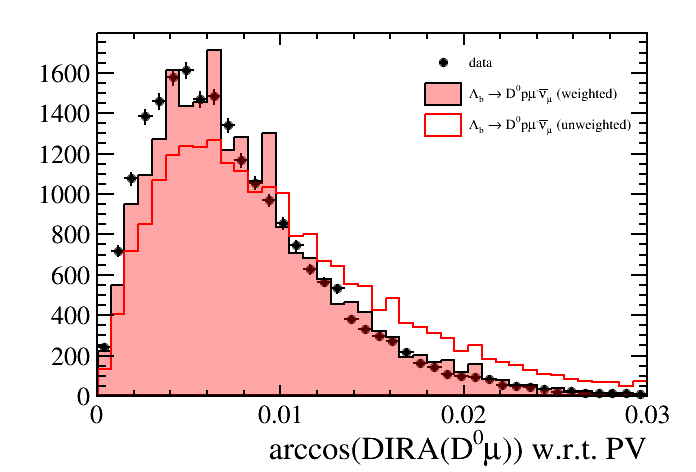 1600
1400
1200
1000
800
600
400
200
0
data
Λb → D⁰pμ ν̅μ (weighted)
Λb → D⁰pμ ν̅μ (unweighted)
0 0.01 0.02 0.03
arccos(DIRA(D⁰μ)) w.r.t. PV